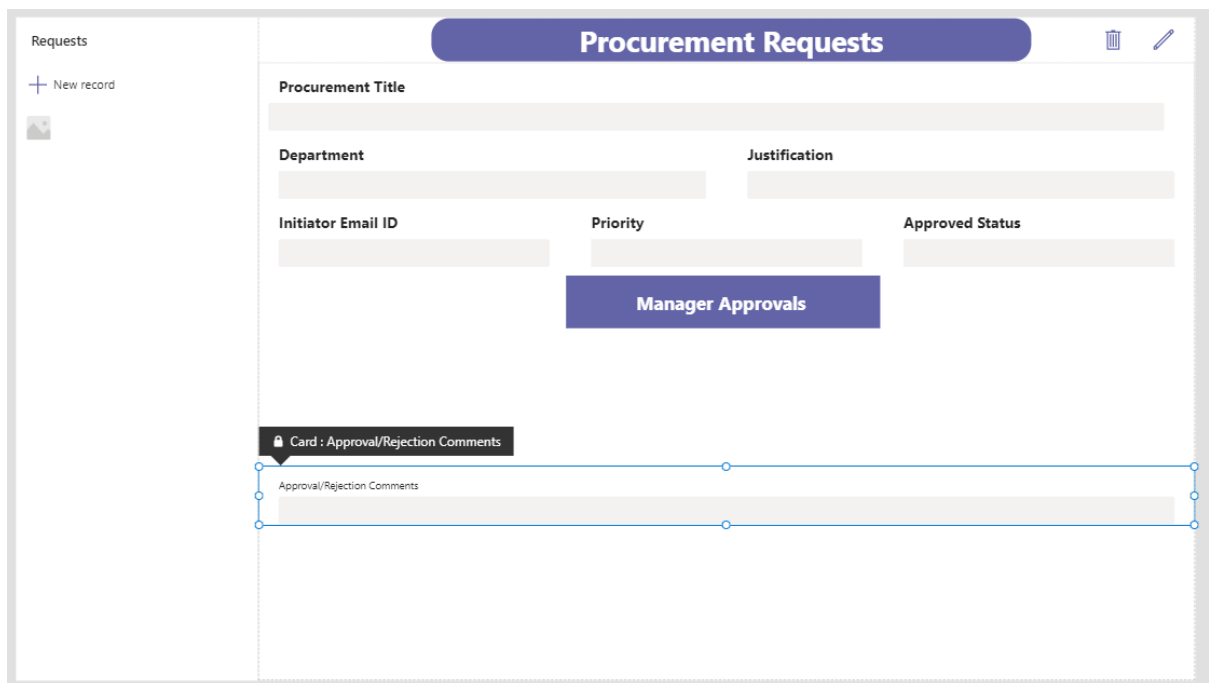 Requests
Procurement Requests
New record
Procurement Title
Department
Justification
Initiator Email ID
Priority
Approved Status
Manager Approvals
Card : Approval/Rejection Comments
Approval/Rejection Comments